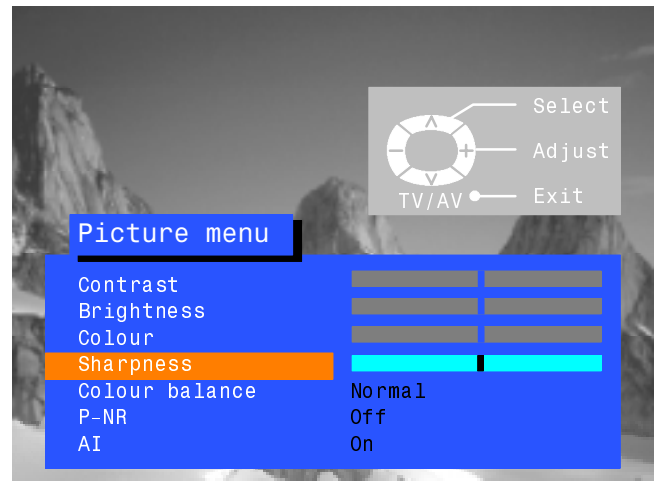 Select
Adjust
TV/AV Exit
Picture menu
Contrast
Brightness
Colour
Sharpness
Colour balance Normal
P-NR Off
AI On